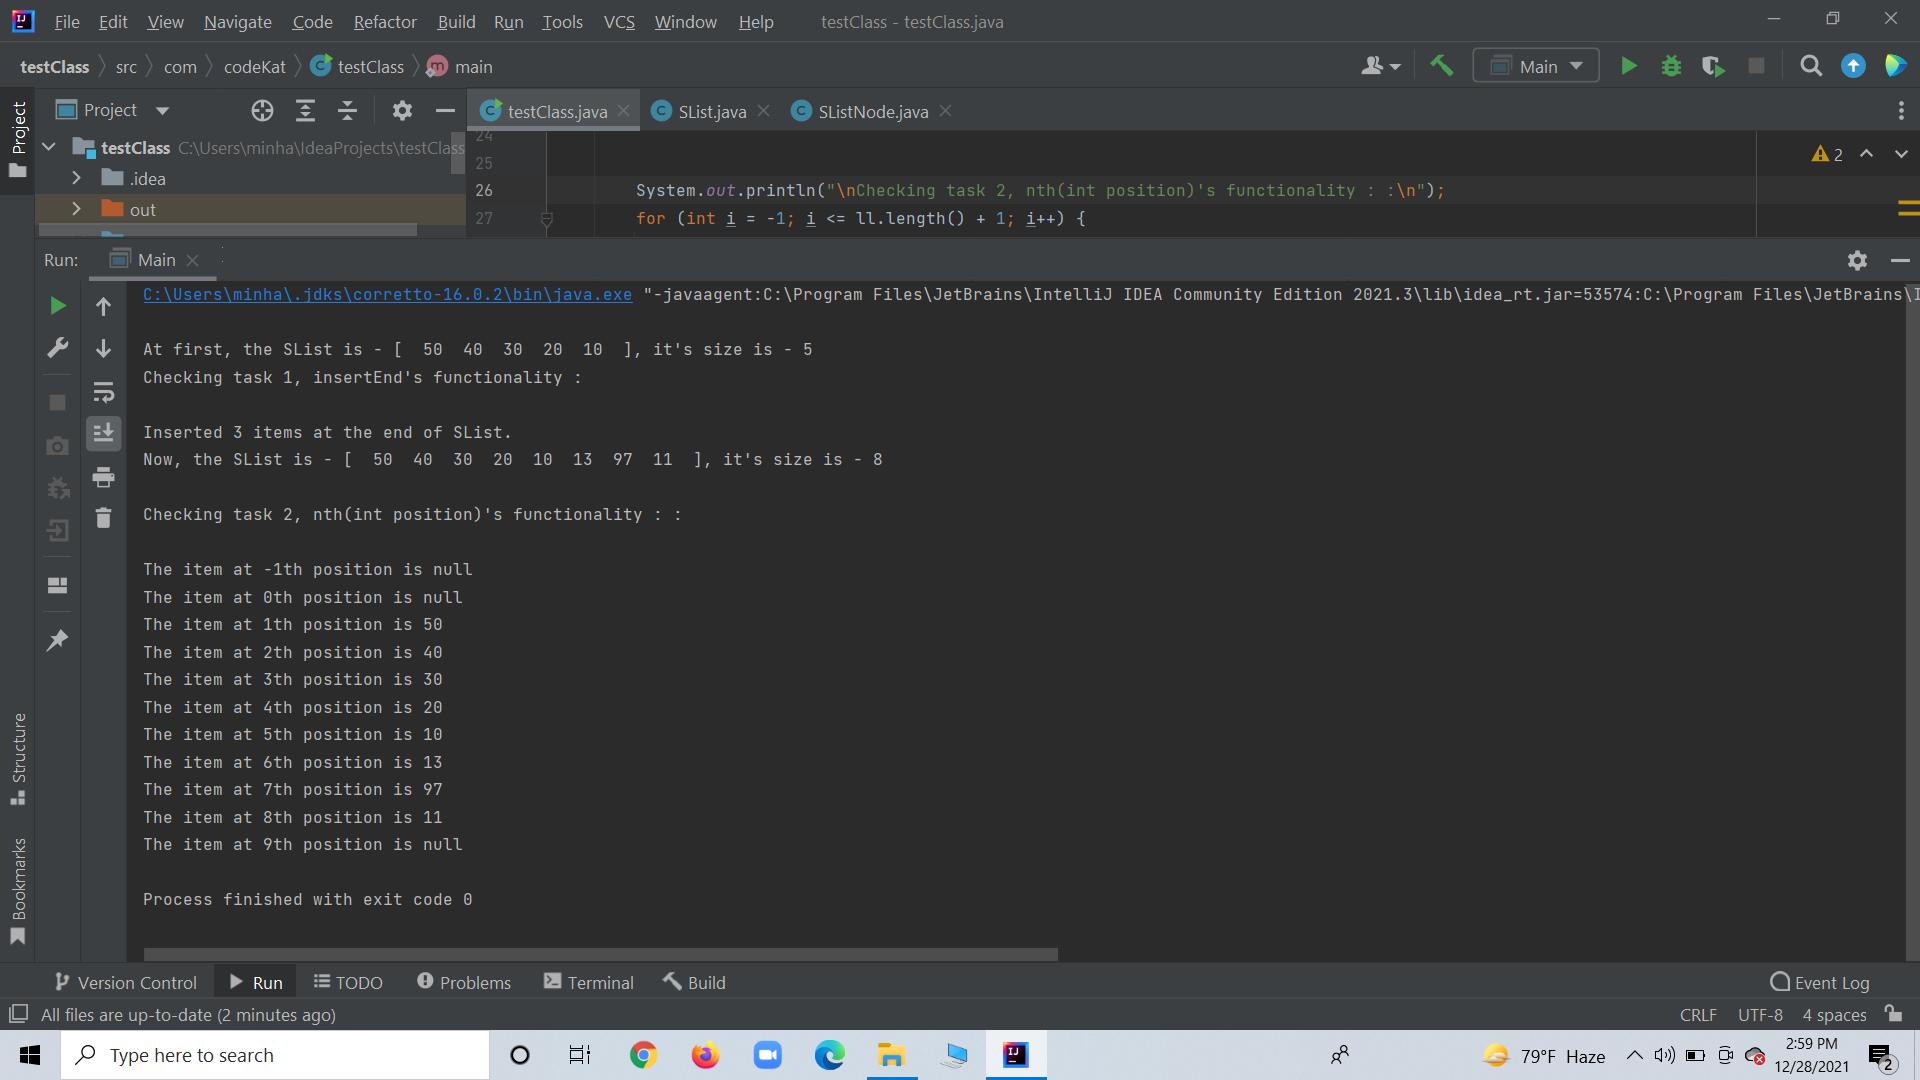 File Edit View Navigate Code Refactor Build Run Tools VCS Window Help testClass - testClass.java
testClass src com codeKat testClass main Main
Project testClass.java SList.java SListNode.java
Project
testClass C:\Users\minha\IdeaProjects\testClass
.idea
out
24
25
2
26 System.out.println("\nChecking task 2, nth(int position)'s functionality : :\n");
27 for (int i = -1; i <= ll.length() + 1; i++) {
Run: Main
C:\Users\minha\.jdks\corretto-16.0.2\bin\java.exe "-javaagent:C:\Program Files\JetBrains\IntelliJ IDEA Community Edition 2021.3\lib\idea_rt.jar=53574:C:\Program Files\JetBrains\I
At first, the SList is - [  50  40  30  20  10  ], it's size is - 5
Checking task 1, insertEnd's functionality :
Inserted 3 items at the end of SList.
Now, the SList is - [  50  40  30  20  10  13  97  11  ], it's size is - 8
Checking task 2, nth(int position)'s functionality : :
The item at -1th position is null
The item at 0th position is null
The item at 1th position is 50
The item at 2th position is 40
The item at 3th position is 30
The item at 4th position is 20
The item at 5th position is 10
The item at 6th position is 13
The item at 7th position is 97
The item at 8th position is 11
The item at 9th position is null
Process finished with exit code 0
Structure
Bookmarks
Version Control Run TODO Problems Terminal Build Event Log
All files are up-to-date (2 minutes ago) CRLF UTF-8 4 spaces
Type here to search 79°F Haze 2:59 PM
12/28/2021 2